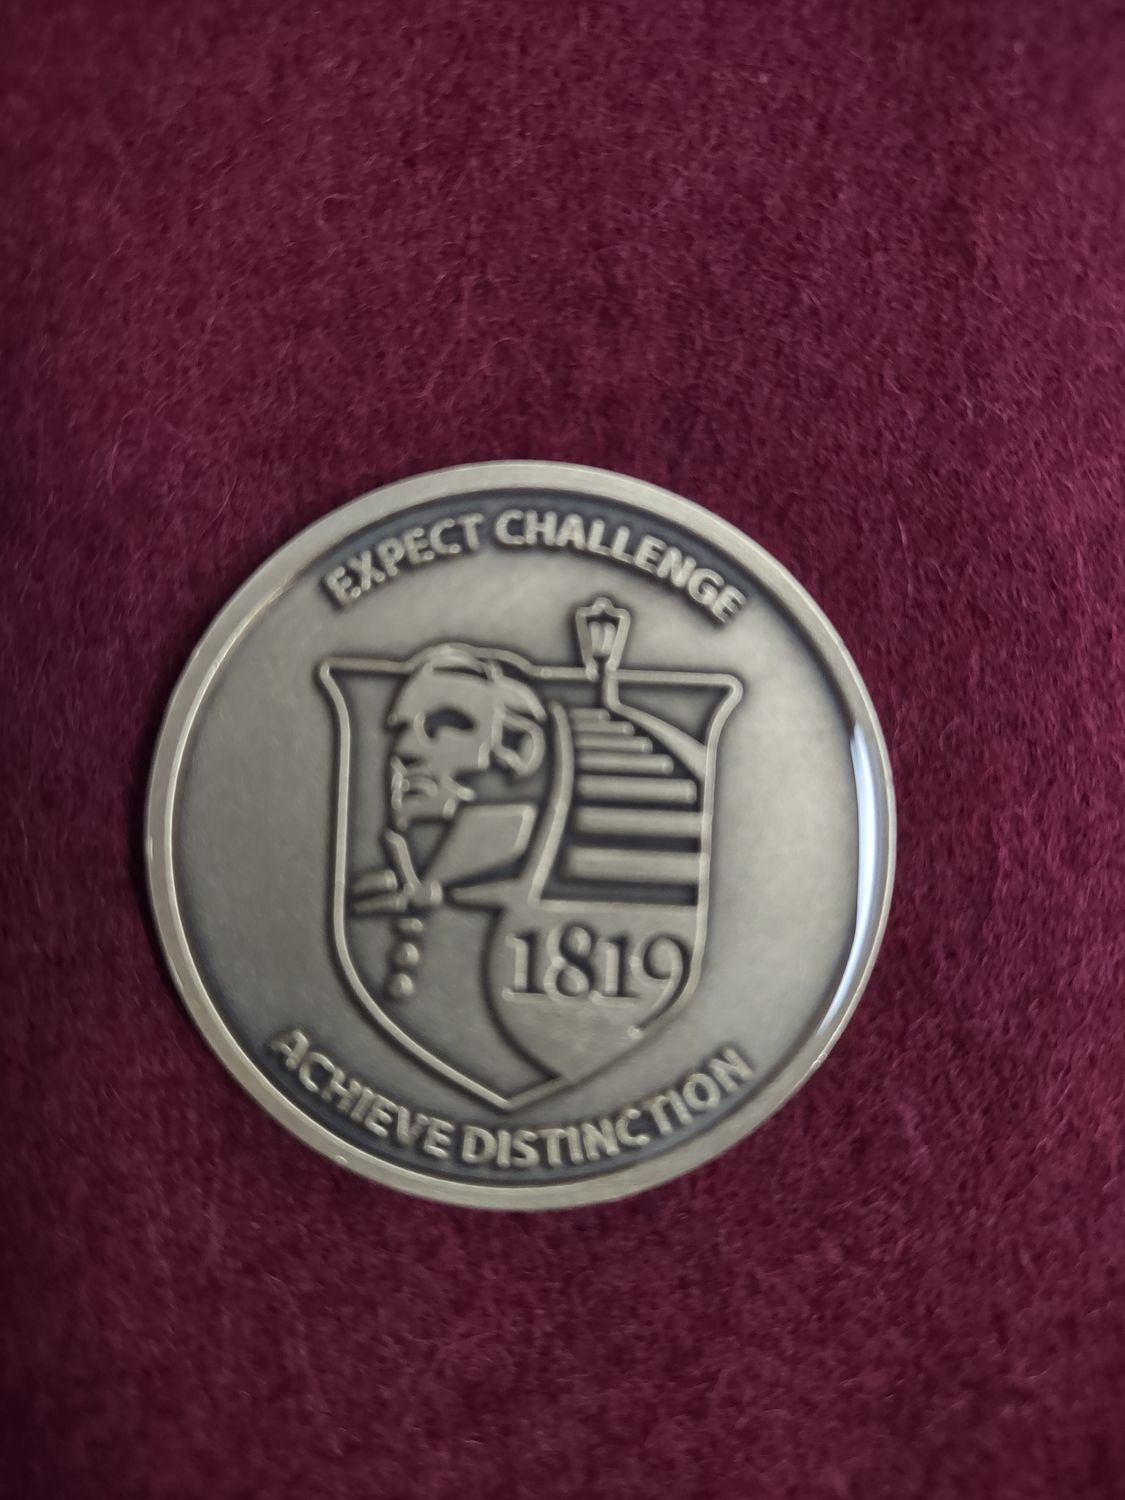 EXPECT CHALLENGE
1819
ACHIEVE DISTINCTION